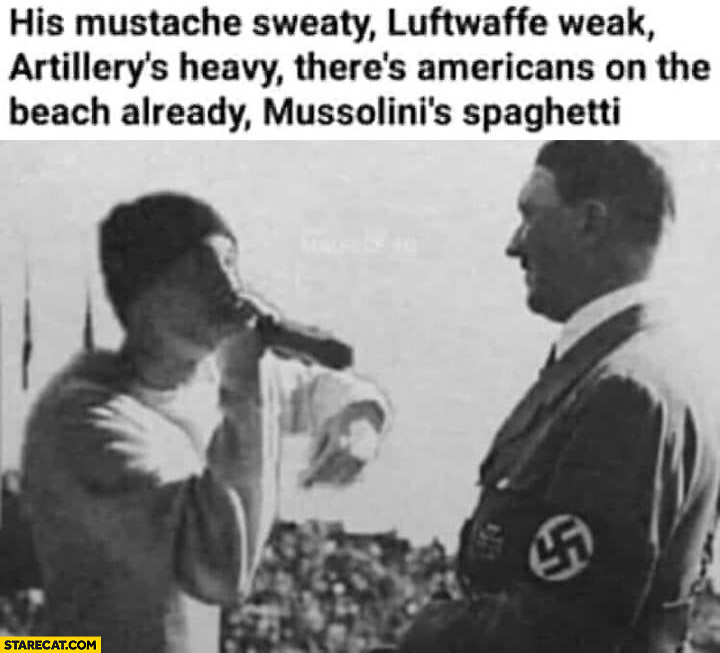 His mustache sweaty, Luftwaffe weak,
Artillery's heavy, there's americans on the
beach already, Mussolini's spaghetti
STARECAT.COM